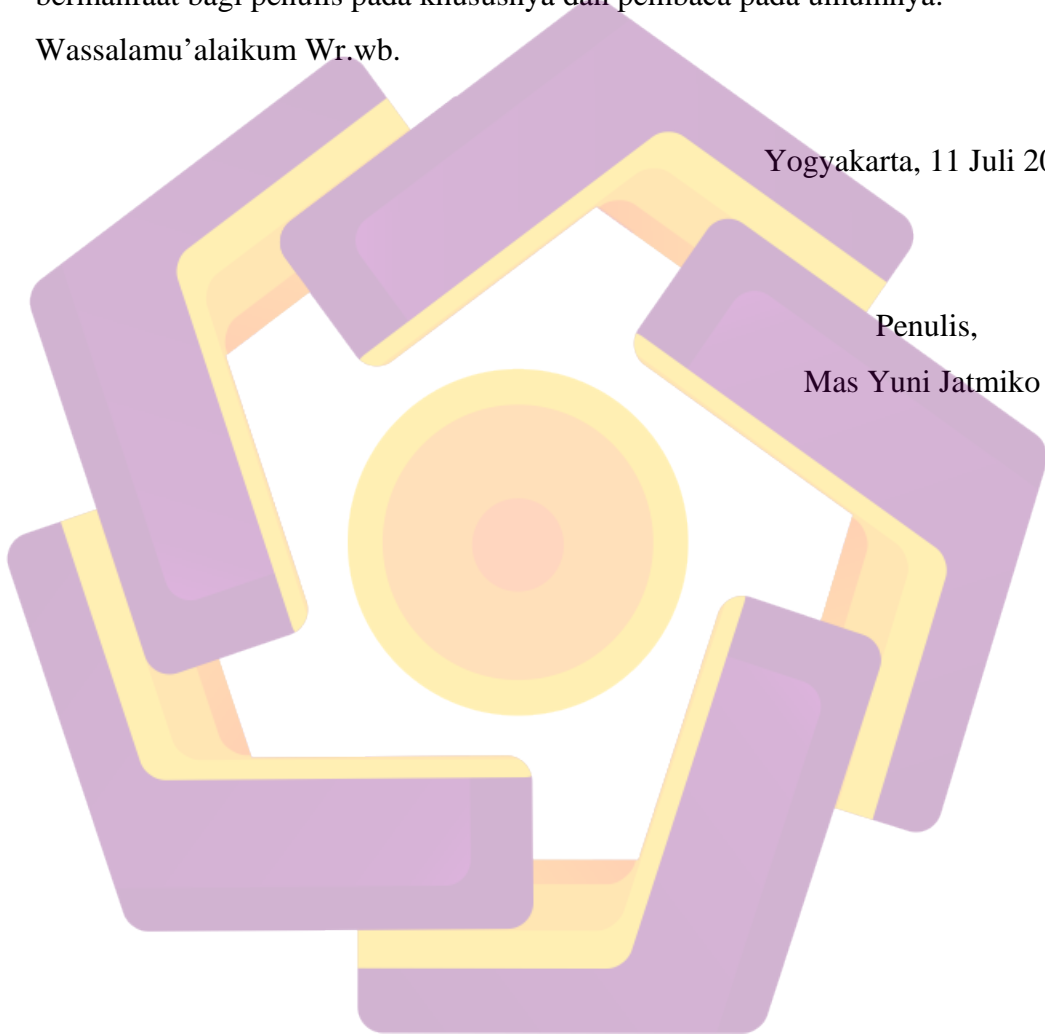 bermanfaat bagi penulis pada khususnya dan pembaca pada umumnya.
Wassalamu’alaikum Wr.wb.
Yogyakarta, 11 Juli
Penulis,
Mas Yuni Jatmiko